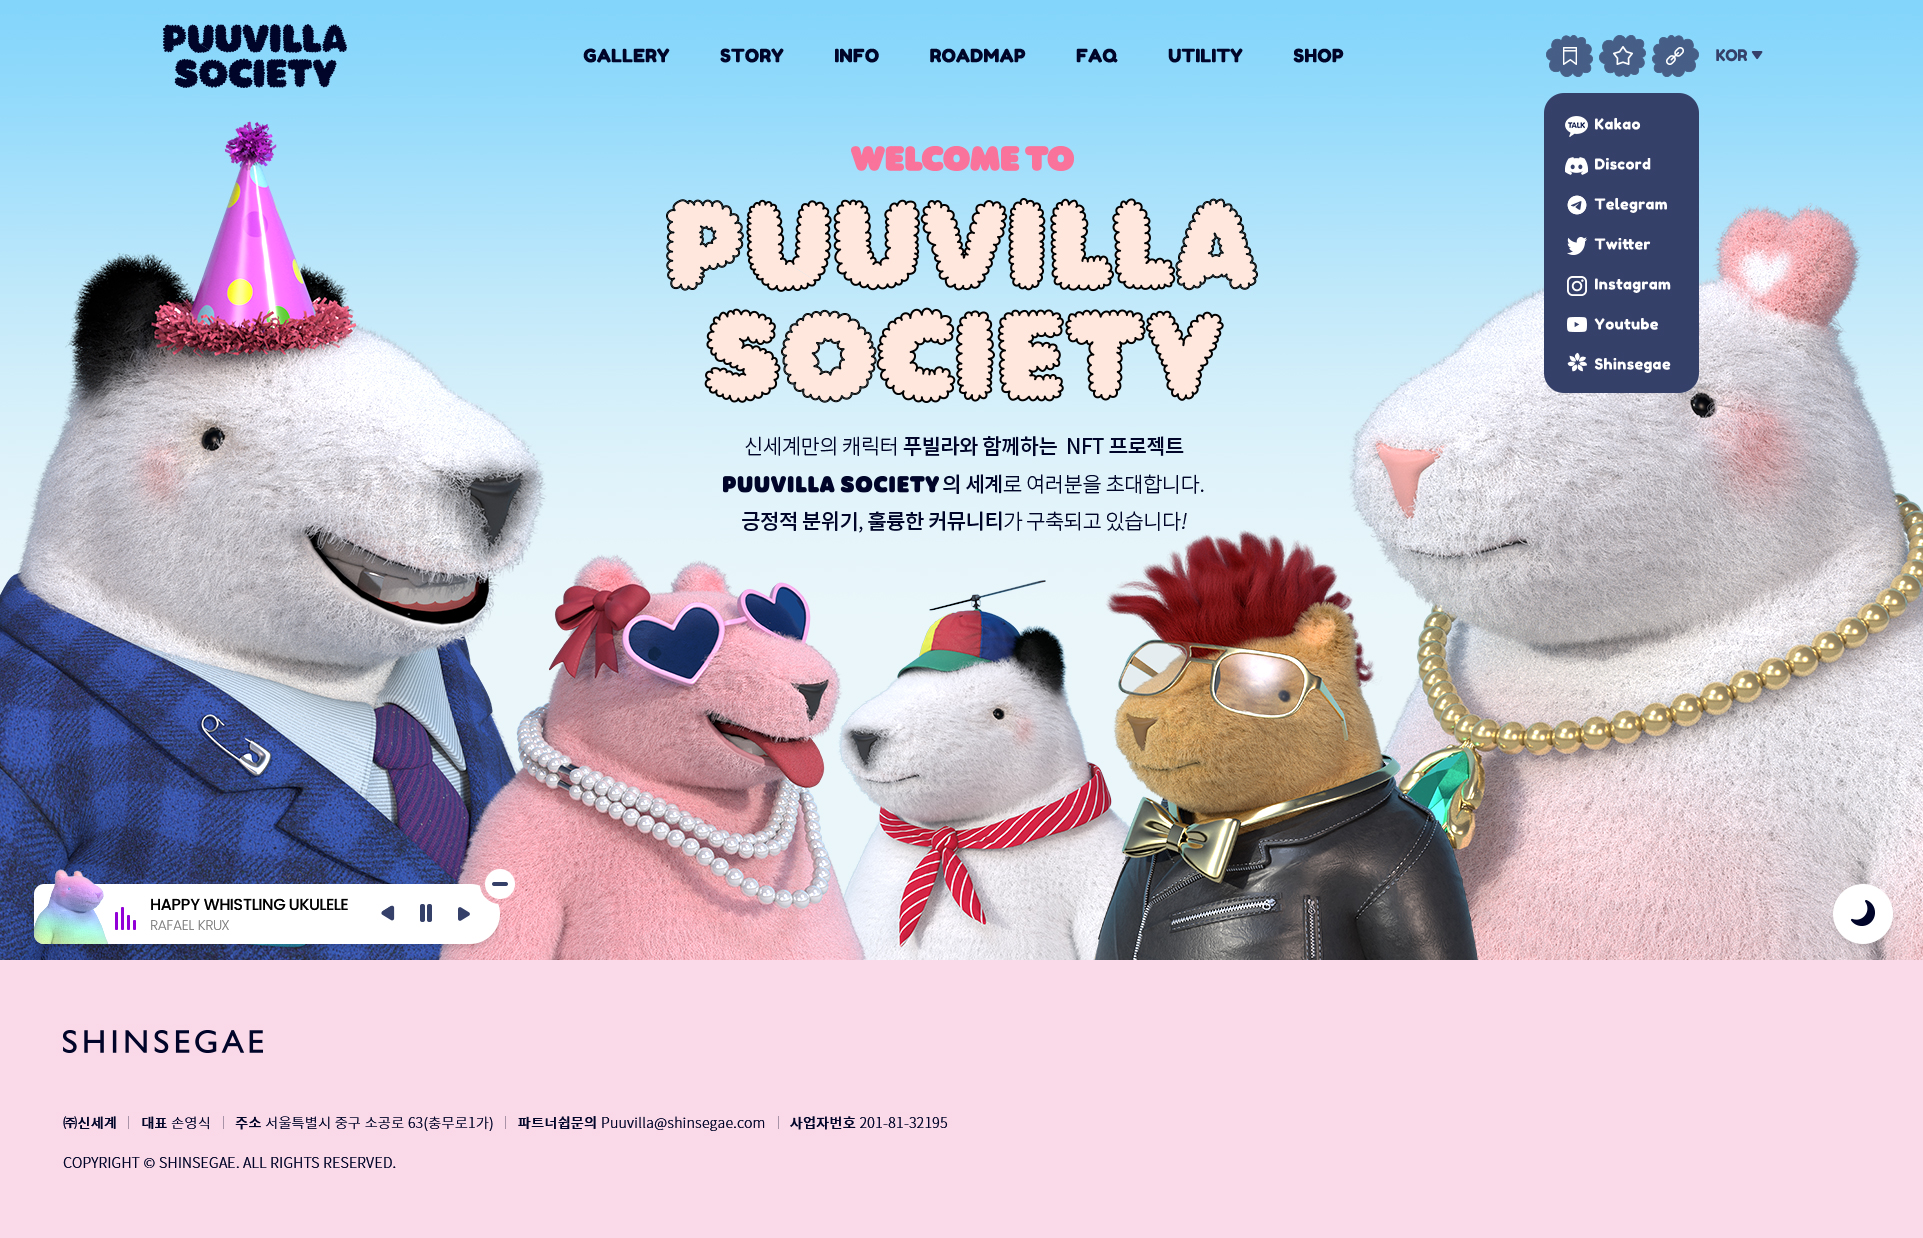 PUUVILLA
SOCIETY
GALLERY STORY INFO ROADMAP FAQ UTILITY SHOP
KOR
TALK Kakao
Discord
Telegram
Twitter
Instagram
Youtube
Shinsegae
WELCOME TO
PUUVILLA
SOCIETY
신세계만의 캐릭터 푸빌라와 함께하는 NFT 프로젝트
PUUVILLA SOCIETY의 세계로 여러분을 초대합니다.
긍정적 분위기, 훌륭한 커뮤니티가 구축되고 있습니다!
HAPPY WHISTLING UKULELE
RAFAEL KRUX
SHINSEGAE
㈜신세계 | 대표 손영식 | 주소 서울특별시 중구 소공로 63(충무로1가) | 파트너쉽문의 Puuvilla@shinsegae.com | 사업자번호 201-81-32195
COPYRIGHT © SHINSEGAE. ALL RIGHTS RESERVED.